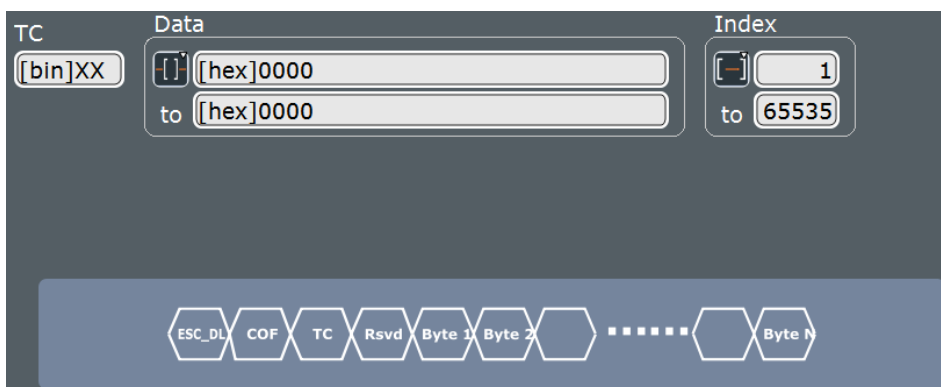 TC Data Index
[bin]XX [hex]0000 1
to [hex]0000 to 65535
ESC_DL COF TC Rsvd Byte 1 Byte 2 Byte N